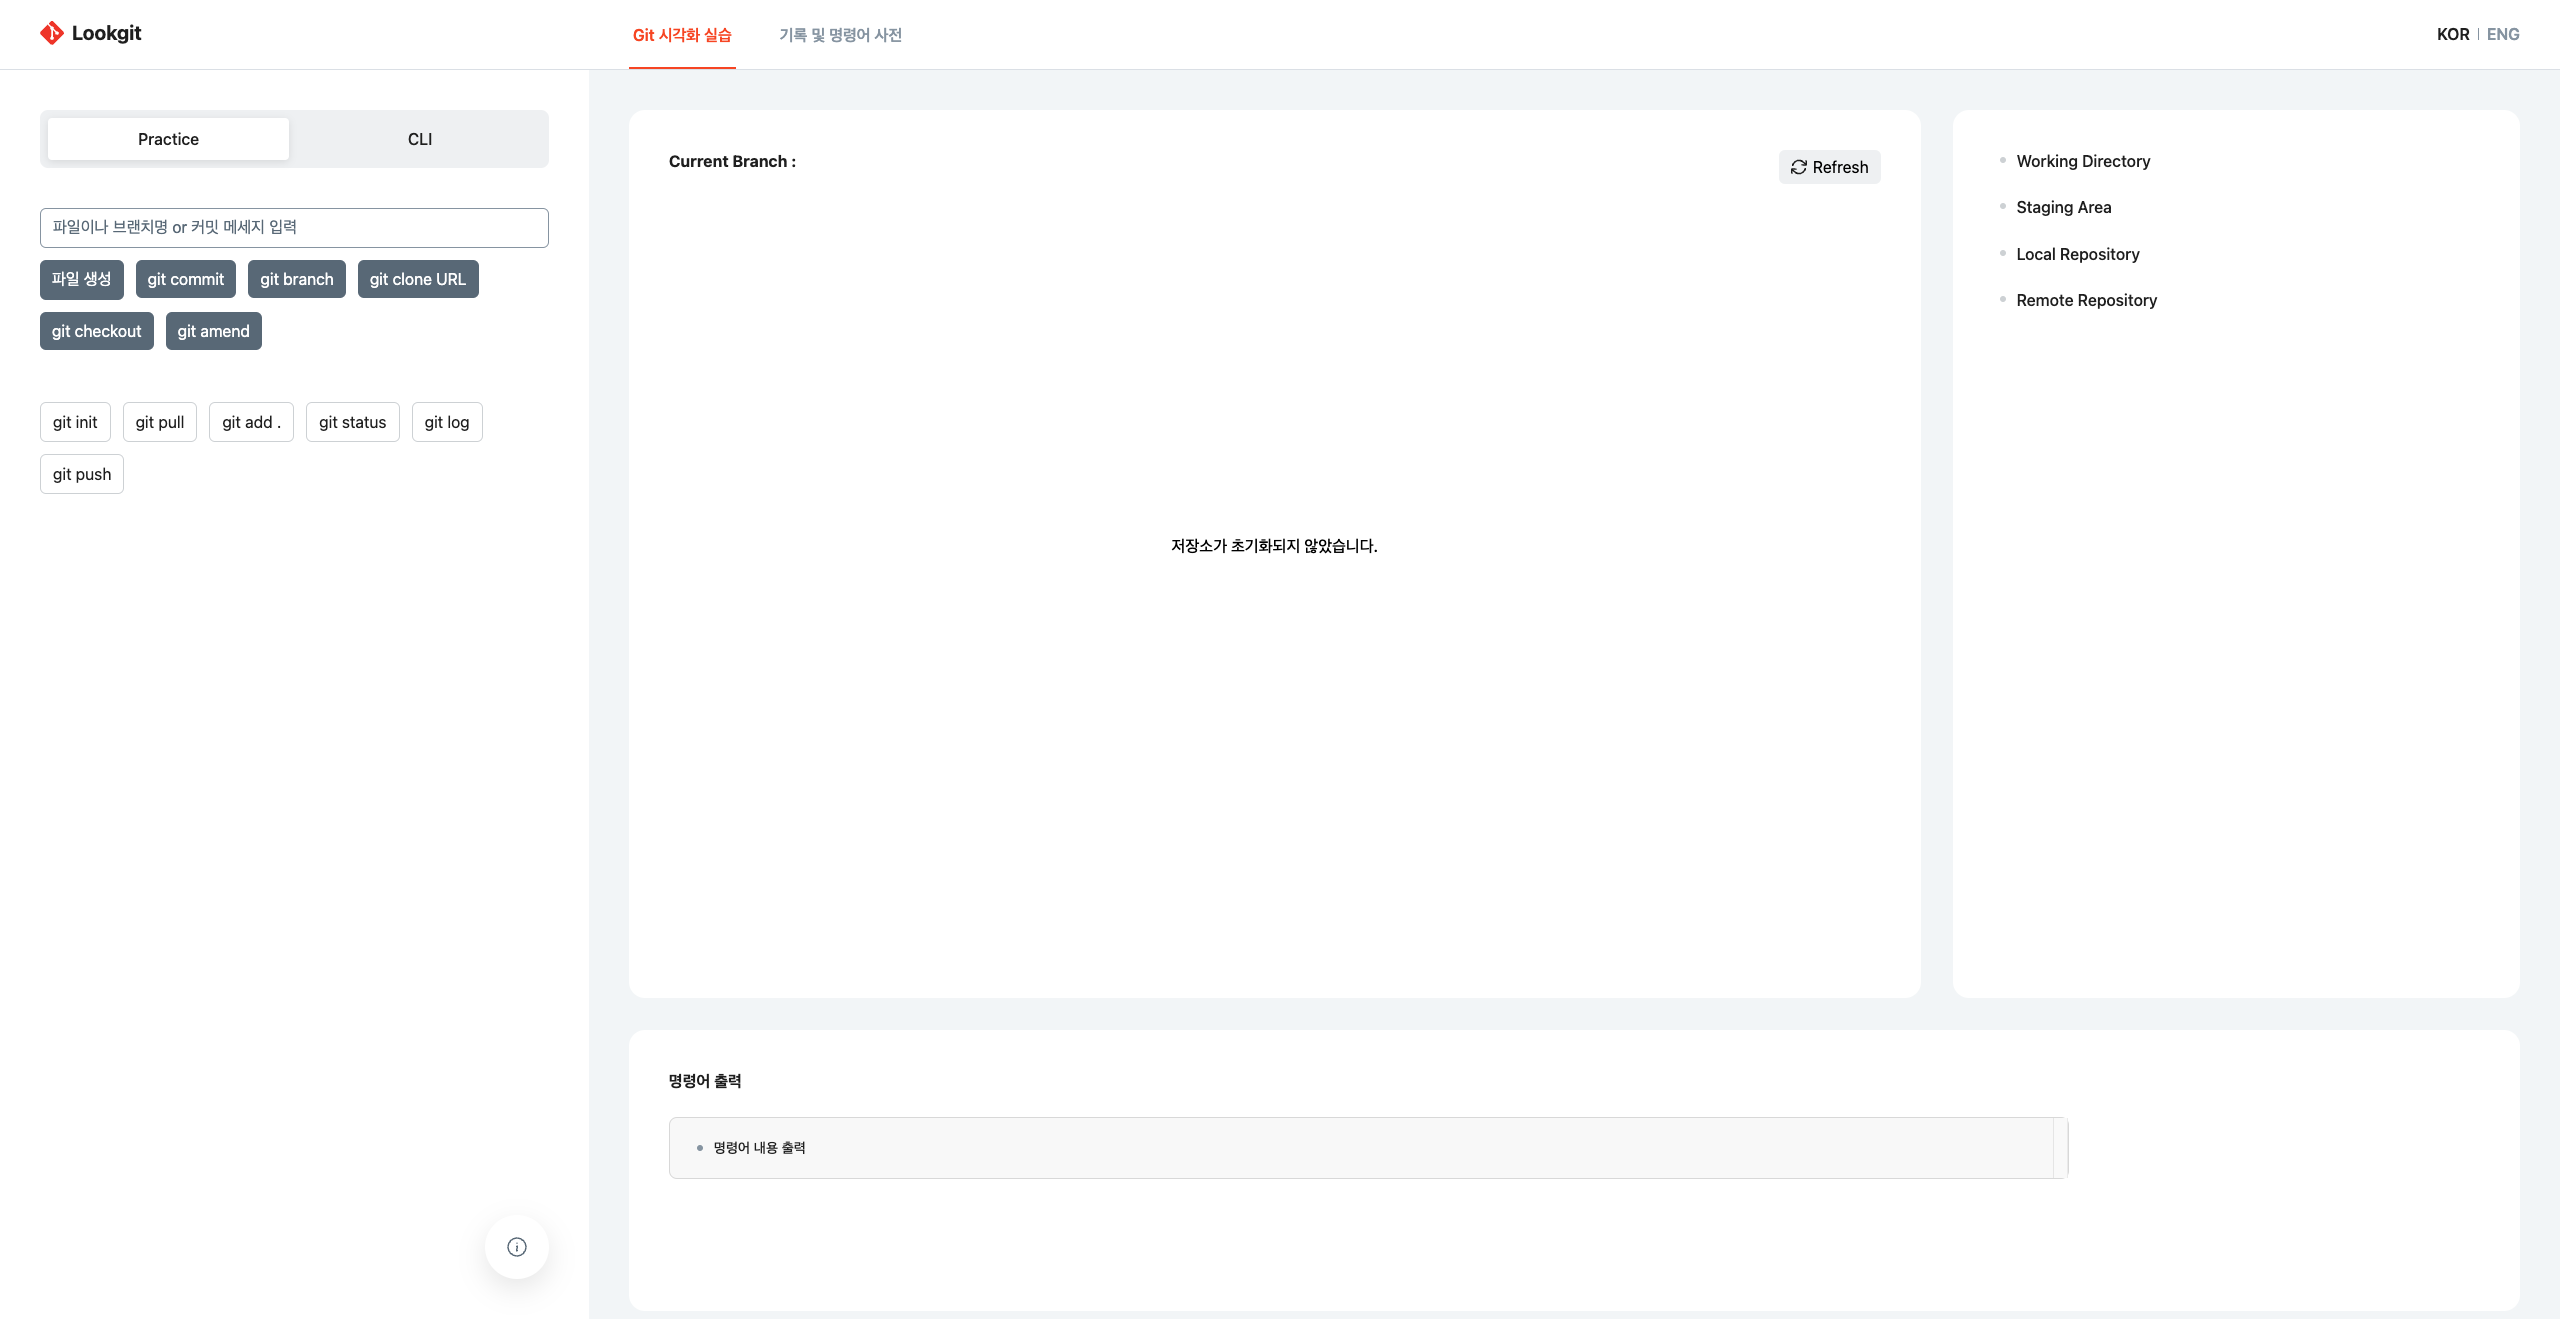 Lookgit
Git 시각화 실습
기록 및 명령어 사전
KOR | ENG
Practice
CLI
파일이나 브랜치명 or 커밋 메세지 입력
파일 생성
git commit
git branch
git clone URL
git checkout
git amend
git init
git pull
git add .
git status
git log
git push
Current Branch :
Refresh
저장소가 초기화되지 않았습니다.
Working Directory
Staging Area
Local Repository
Remote Repository
명령어 출력
명령어 내용 출력